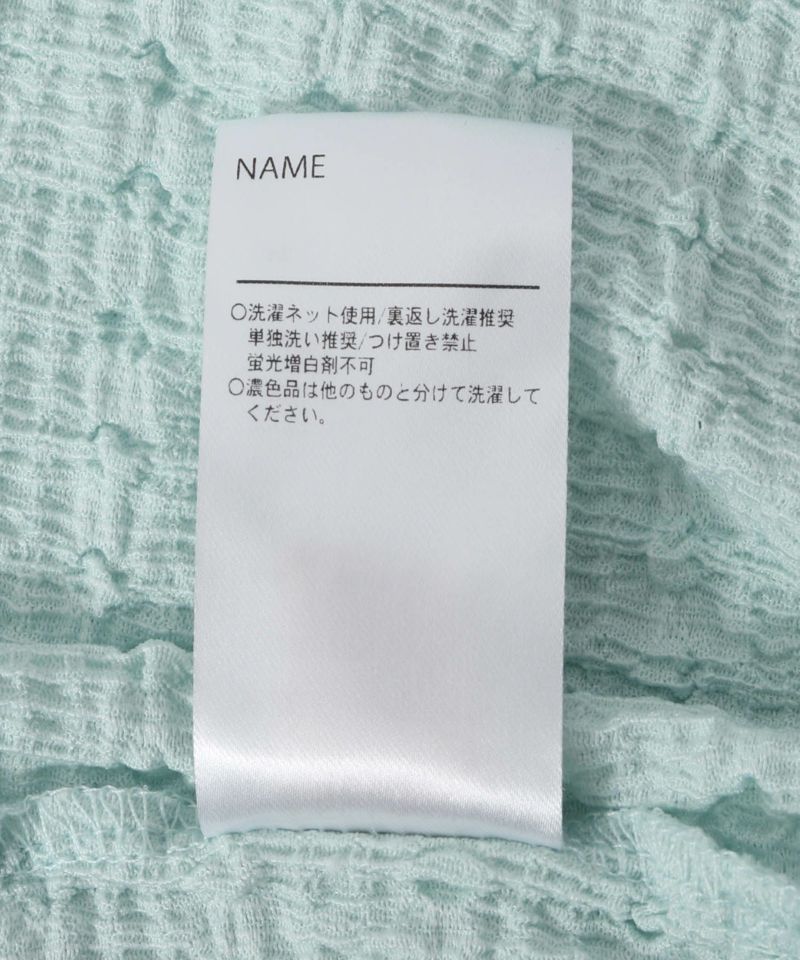 NAME
○洗濯ネット使用/裏返し洗濯推奨
単独洗い推奨/つけ置き禁止
蛍光増白剤不可
○濃色品は他のものと分けて洗濯して
ください。